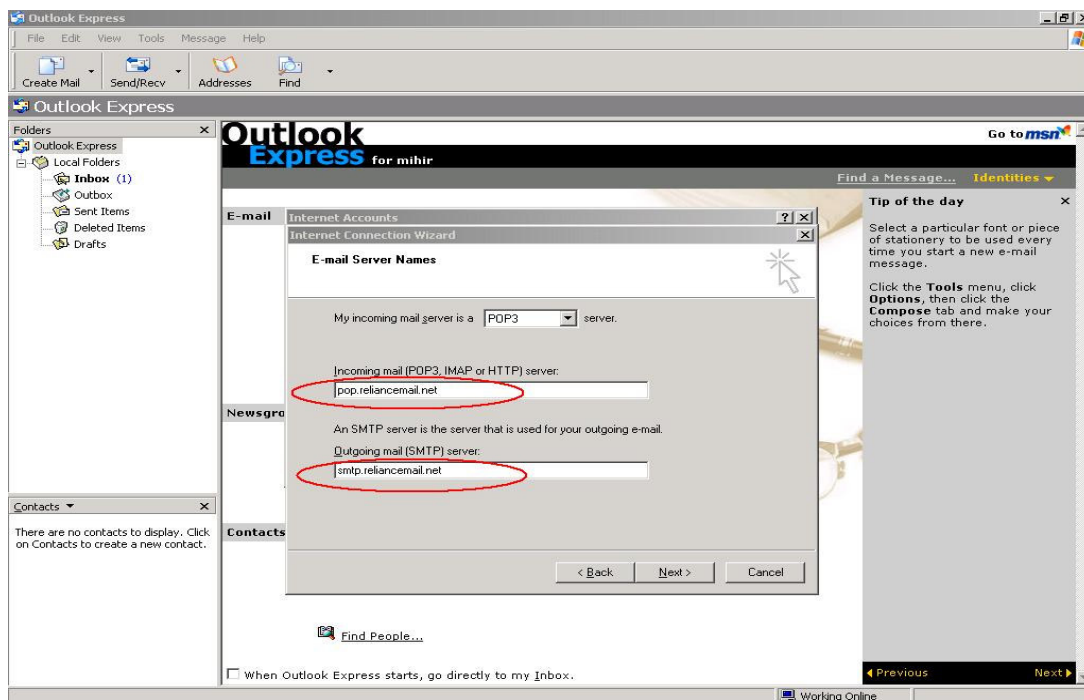 Outlook Express
File Edit View Tools Message Help
Create Mail Send/Recv Addresses Find
Outlook Express
Folders
Outlook Express
Local Folders
Inbox (1)
Outbox
Sent Items
Deleted Items
Drafts
Contacts
There are no contacts to display. Click
on Contacts to create a new contact.
Outlook
Express for mihir
Go to msn
Find a Message... Identities
E-mail
Newsgro
Contacts
Internet Accounts
Internet Connection Wizard
E-mail Server Names
My incoming mail server is a POP3 server.
Incoming mail (POP3, IMAP or HTTP) server:
pop.reliancemail.net
An SMTP server is the server that is used for your outgoing e-mail.
Outgoing mail (SMTP) server:
smtp.reliancemail.net
< Back Next > Cancel
Find People...
When Outlook Express starts, go directly to my Inbox.
Tip of the day
Select a particular font or piece
of stationery to be used every
time you start a new e-mail
message.
Click the Tools menu, click
Options, then click the
Compose tab and make your
choices from there.
Previous Next
Working Online